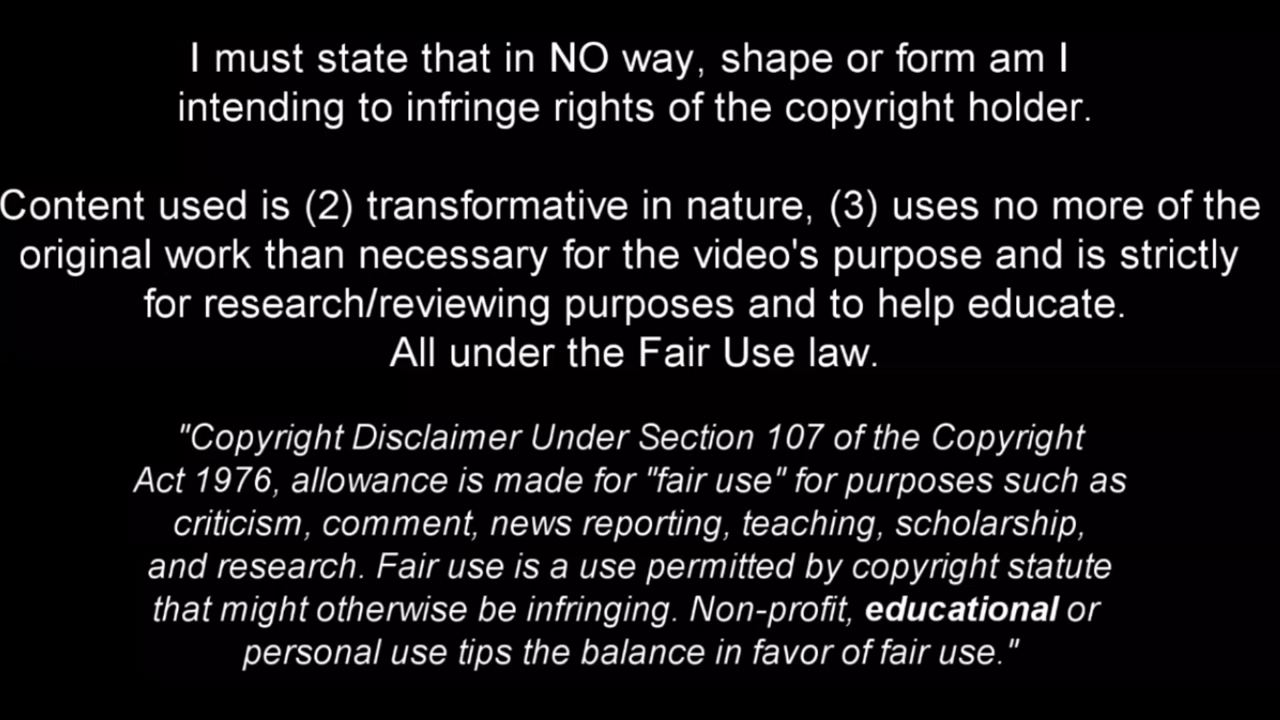 I must state that in NO way, shape or form am I
intending to infringe rights of the copyright holder.
Content used is (2) transformative in nature, (3) uses no more of the
original work than necessary for the video's purpose and is strictly
for research/reviewing purposes and to help educate.
All under the Fair Use law.
"Copyright Disclaimer Under Section 107 of the Copyright
Act 1976, allowance is made for "fair use" for purposes such as
criticism, comment, news reporting, teaching, scholarship,
and research. Fair use is a use permitted by copyright statute
that might otherwise be infringing. Non-profit, educational or
personal use tips the balance in favor of fair use."